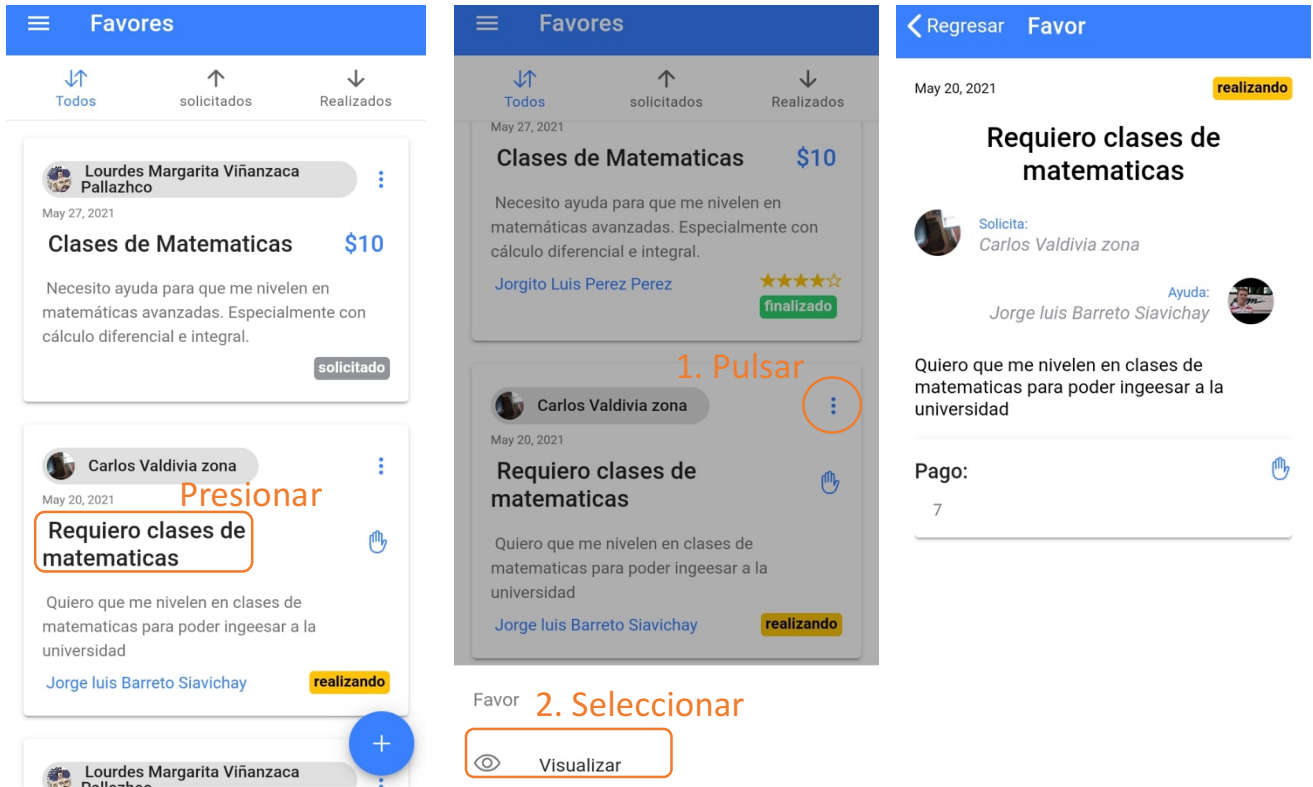 Favores
Todos
solicitados
Realizados
Lourdes Margarita Viñanzaca
Pallazhco
May 27, 2021
Clases de Matematicas $10
Necesito ayuda para que me nivelen en
matemáticas avanzadas. Especialmente con
cálculo diferencial e integral.
solicitado
Carlos Valdivia zona
May 20, 2021
Presionar
Requiero clases de
matematicas
Quiero que me nivelen en clases de
matematicas para poder ingeesar a la
universidad
Jorge luis Barreto Siavichay realizando
+
Lourdes Margarita Viñanzaca
Pallazhco
Favores
Todos
solicitados
Realizados
May 27, 2021
Clases de Matematicas $10
Necesito ayuda para que me nivelen en
matemáticas avanzadas. Especialmente con
cálculo diferencial e integral.
Jorgito Luis Perez Perez
finalizado
1. Pulsar
Carlos Valdivia zona
May 20, 2021
Requiero clases de
matematicas
Quiero que me nivelen en clases de
matematicas para poder ingeesar a la
universidad
Jorge luis Barreto Siavichay realizando
Favor
2. Seleccionar
Visualizar
Regresar Favor
May 20, 2021 realizando
Requiero clases de
matematicas
Solicita:
Carlos Valdivia zona
Ayuda:
Jorge luis Barreto Siavichay
Quiero que me nivelen en clases de
matematicas para poder ingeesar a la
universidad
Pago:
7